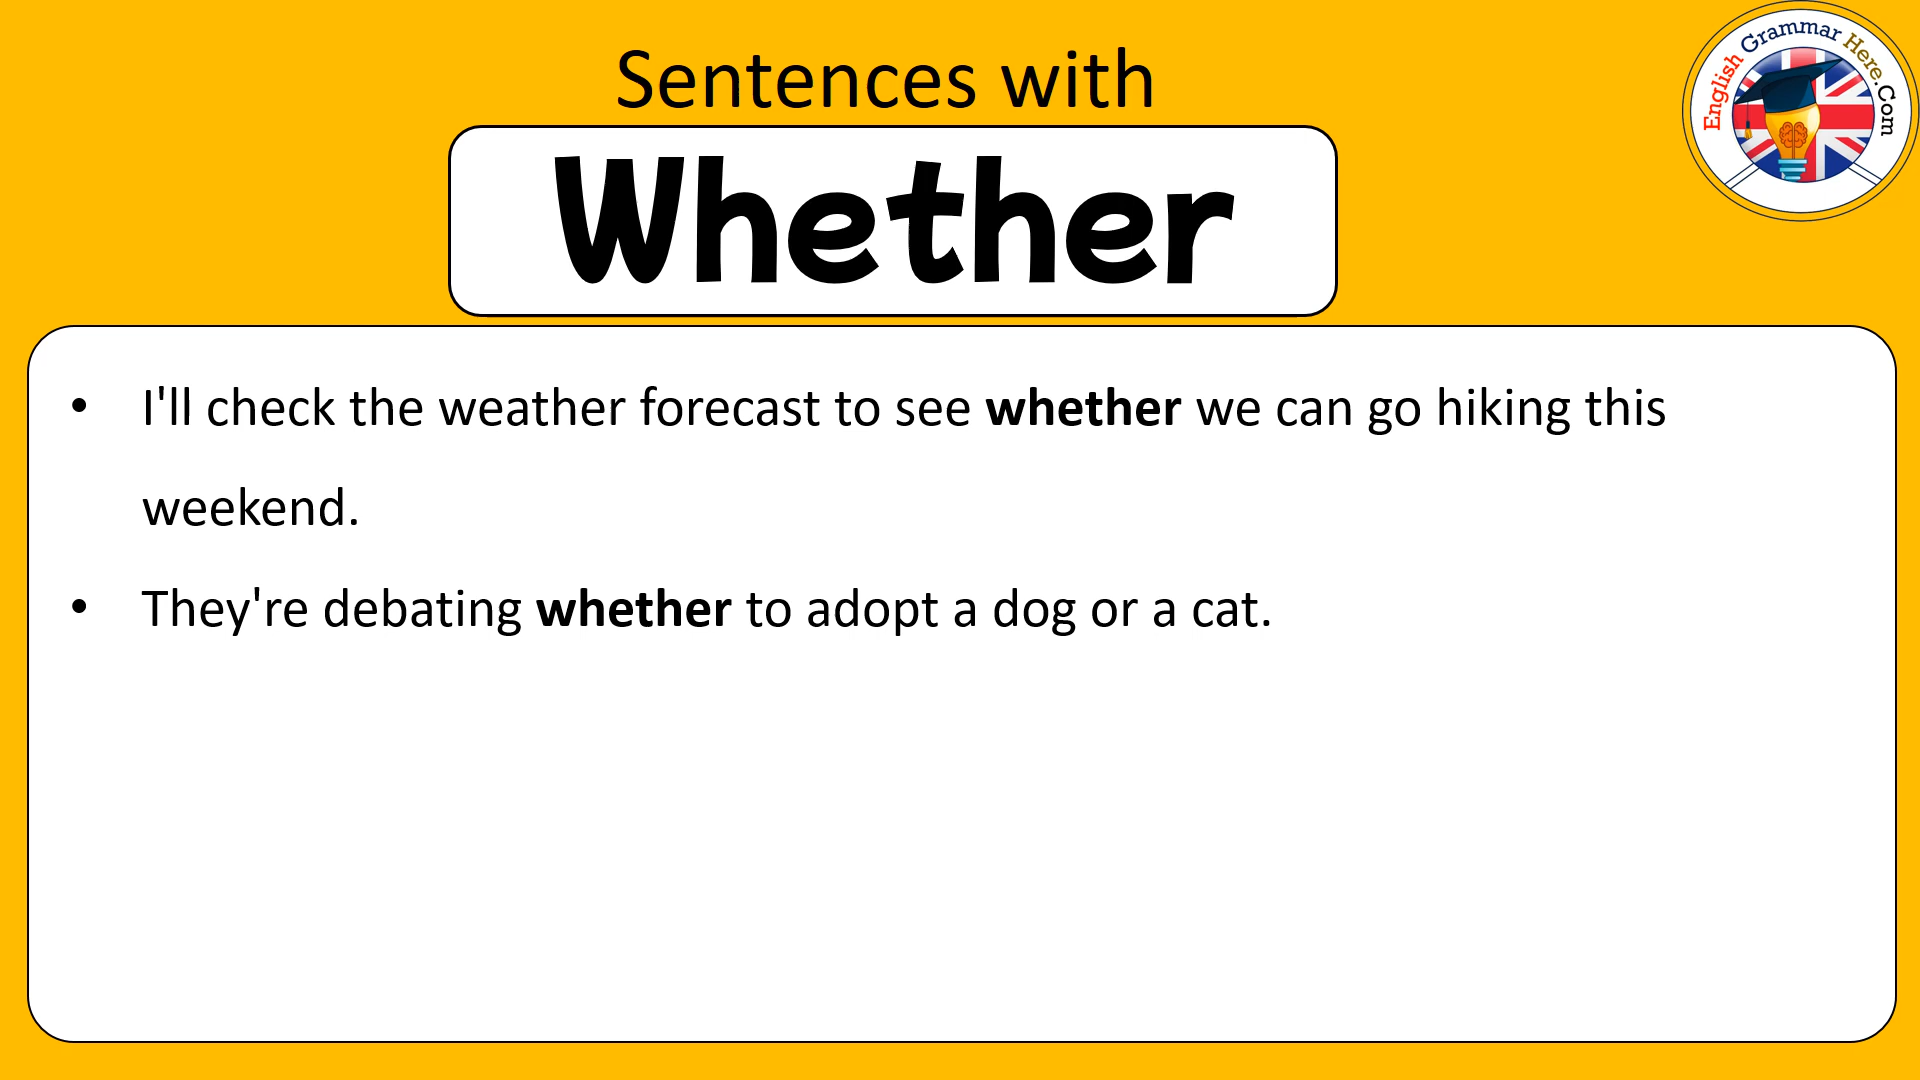 Sentences with
English Grammar Here.Com
Whether
• I'll check the weather forecast to see whether we can go hiking this
weekend.
• They're debating whether to adopt a dog or a cat.